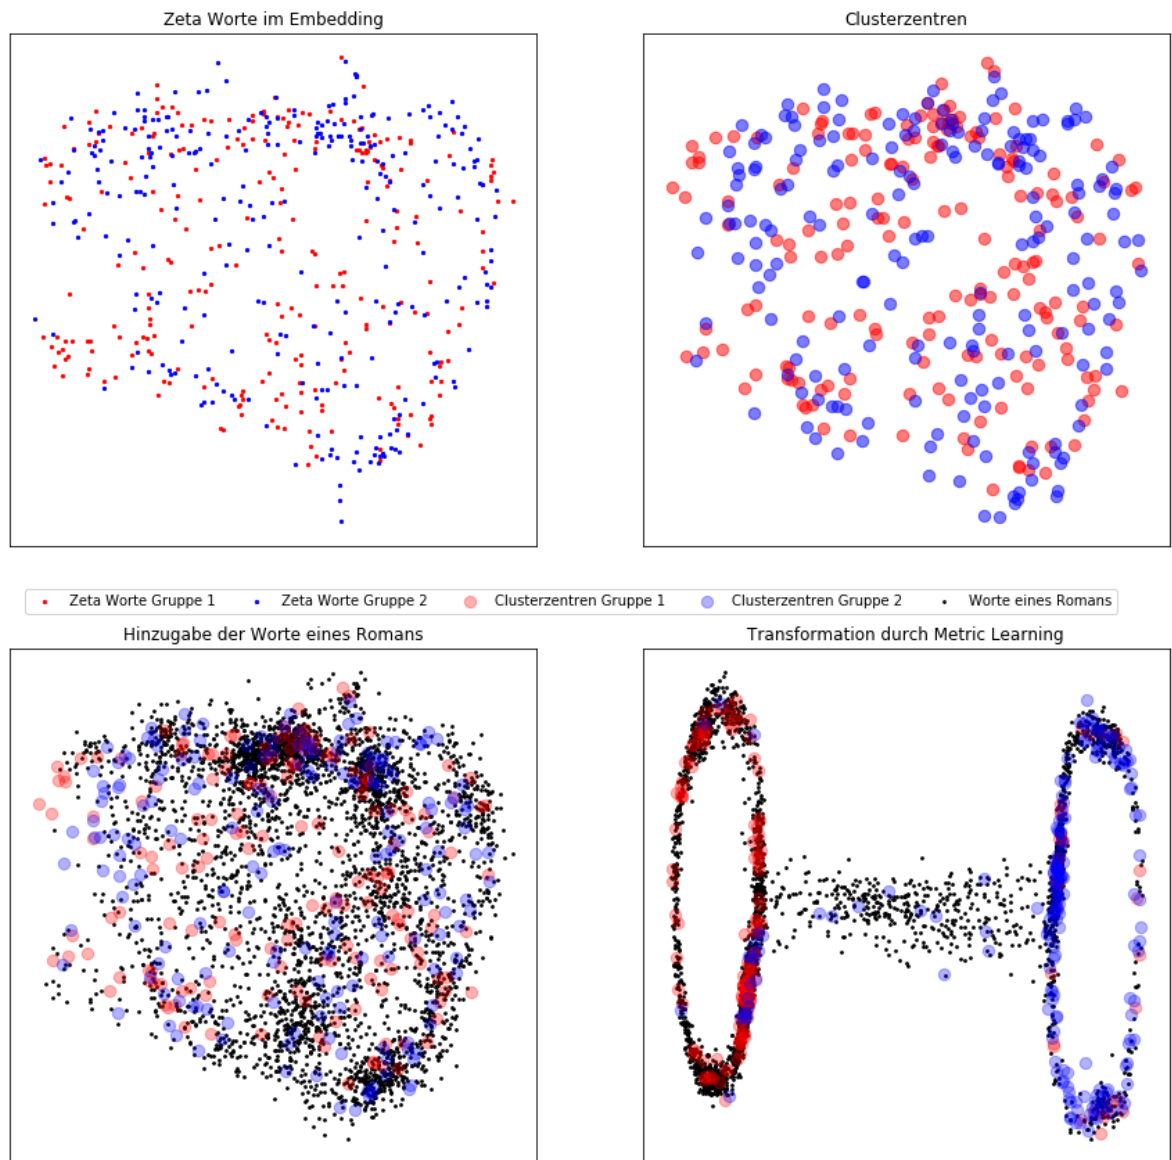 Zeta Worte im Embedding
Clusterzentren
Zeta Worte Gruppe 1
Zeta Worte Gruppe 2
Clusterzentren Gruppe 1
Clusterzentren Gruppe 2
Worte eines Romans
Hinzugabe der Worte eines Romans
Transformation durch Metric Learning